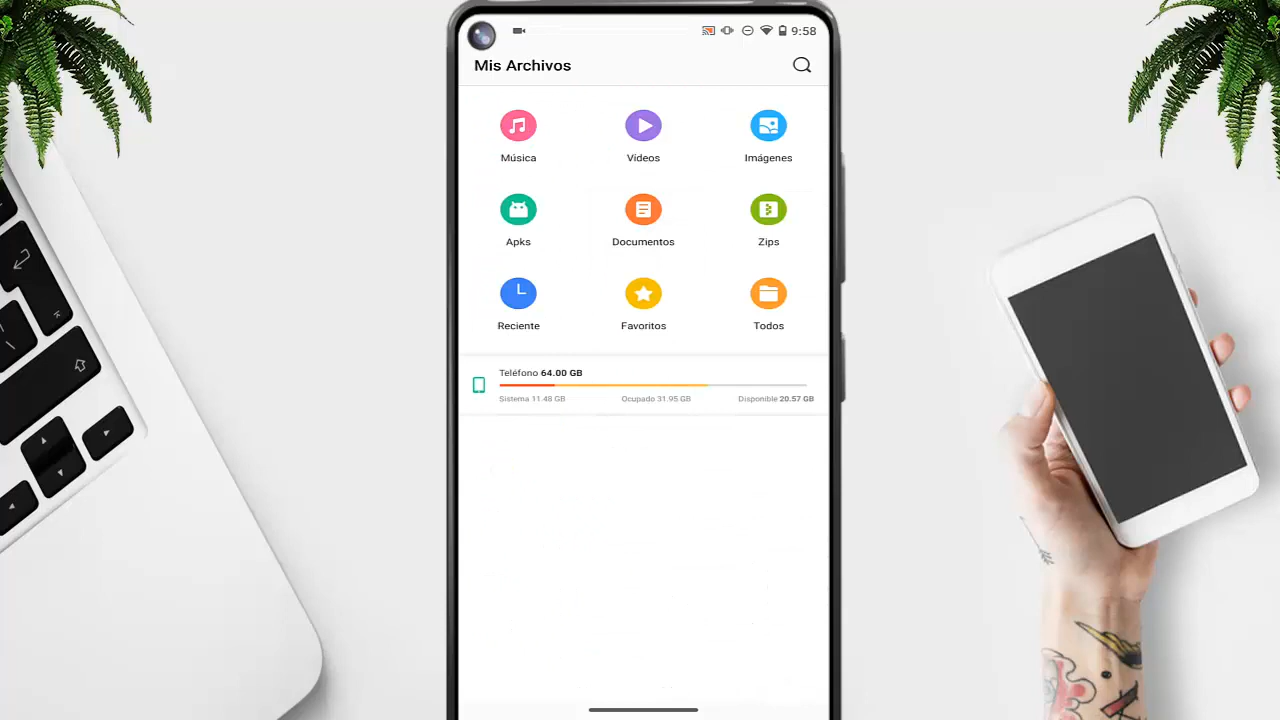 9:58
Mis Archivos
Música Vídeos Imágenes
Apks Documentos Zips
Reciente Favoritos Todos
Teléfono 64.00 GB
Sistema 11.48 GB Ocupado 31.95 GB Disponible 20.57 GB